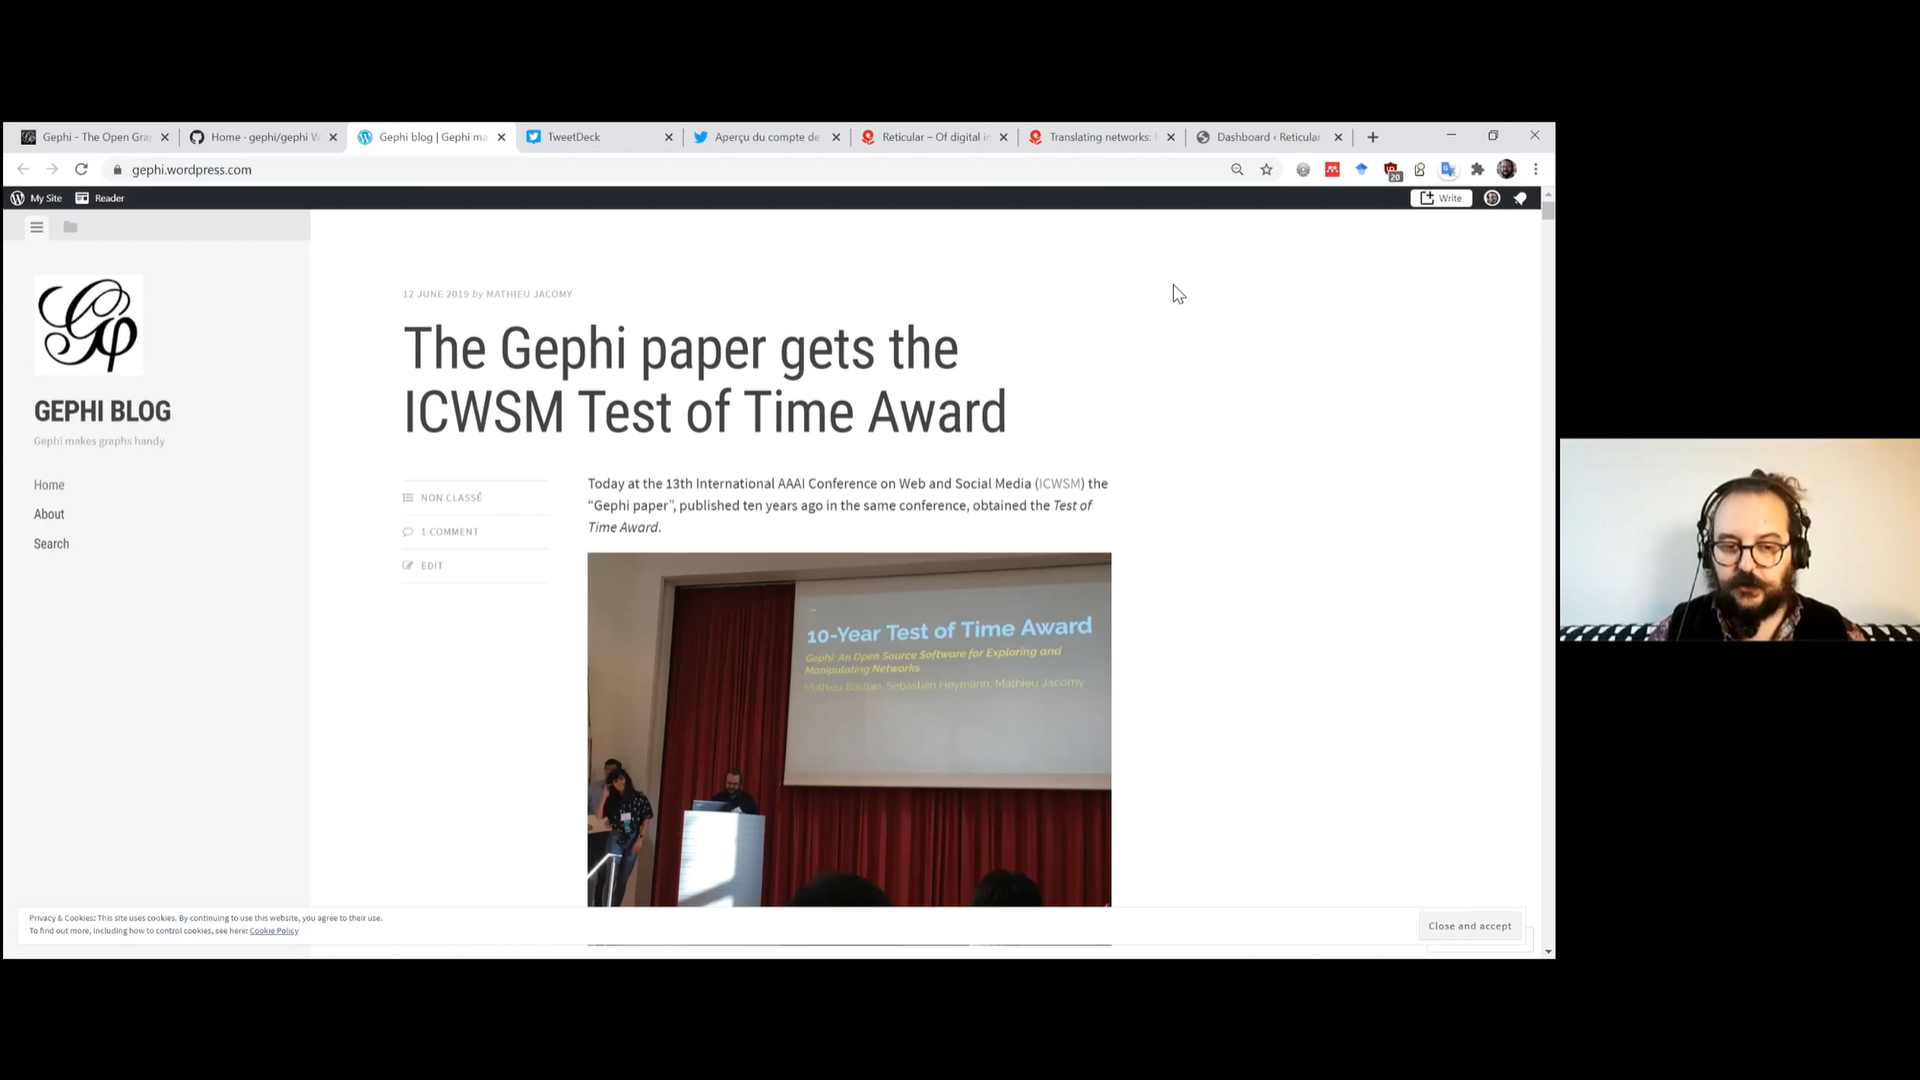 Gephi - The Open Gra
Home · gephi/gephi W
Gephi blog | Gephi ma
TweetDeck
Aperçu du compte de
Reticular – Of digital in
Translating networks:
Dashboard ‹ Reticular
gephi.wordpress.com
20
My Site
Reader
Write
12 JUNE 2019 by MATHIEU JACOMY
The Gephi paper gets the
ICWSM Test of Time Award
GEPHI BLOG
Gephi makes graphs handy
Home
About
Search
NON CLASSÉ
1 COMMENT
EDIT
Today at the 13th International AAAI Conference on Web and Social Media (ICWSM) the
“Gephi paper”, published ten years ago in the same conference, obtained the Test of
Time Award.
10-Year Test of Time Award
Gephi: An Open Source Software for Exploring and
Manipulating Networks
Mathieu Bastian, Sebastien Heymann, Mathieu Jacomy
Privacy & Cookies: This site uses cookies. By continuing to use this website, you agree to their use.
To find out more, including how to control cookies, see here: Cookie Policy
Close and accept